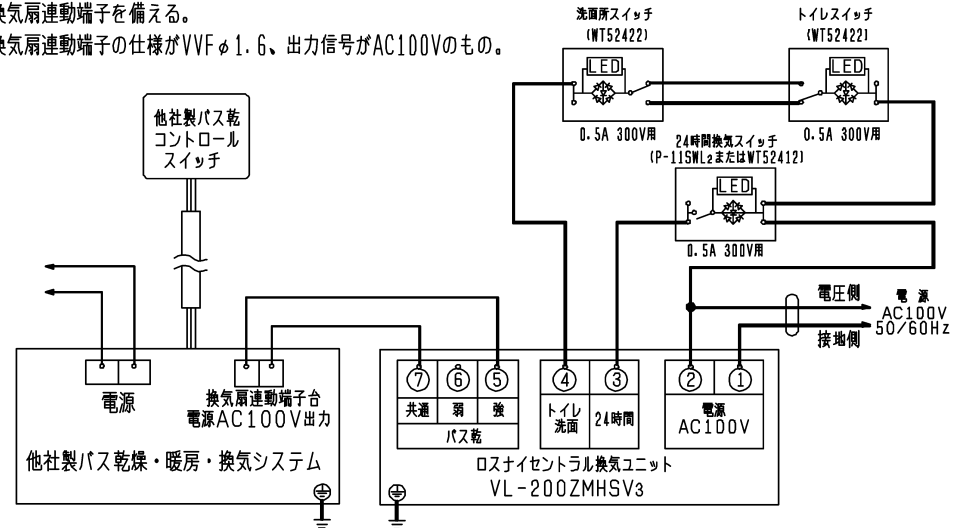 換気扇連動端子を備える。
換気扇連動端子の仕様がVVFφ1.6、出力信号がAC100Vのもの。
洗面所スイッチ
(WT52422)
LED
0.5A 300V用
トイレスイッチ
(WT52422)
LED
0.5A 300V用
24時間換気スイッチ
(P-11SWL₂またはWT52412)
LED
0.5A 300V用
他社製バス乾
コントロール
スイッチ
電圧側
接地側
電源
AC100V
50/60Hz
電源
換気扇連動端子台
電源AC100V出力
他社製バス乾燥・暖房・換気システム
⑦ ⑥ ⑤ ④ ③ ② ①
共通 弱 強
バス乾
トイレ
洗面
24時間
電源
AC100V
ロスナイセントラル換気ユニット
VL-200ZMHSV₃